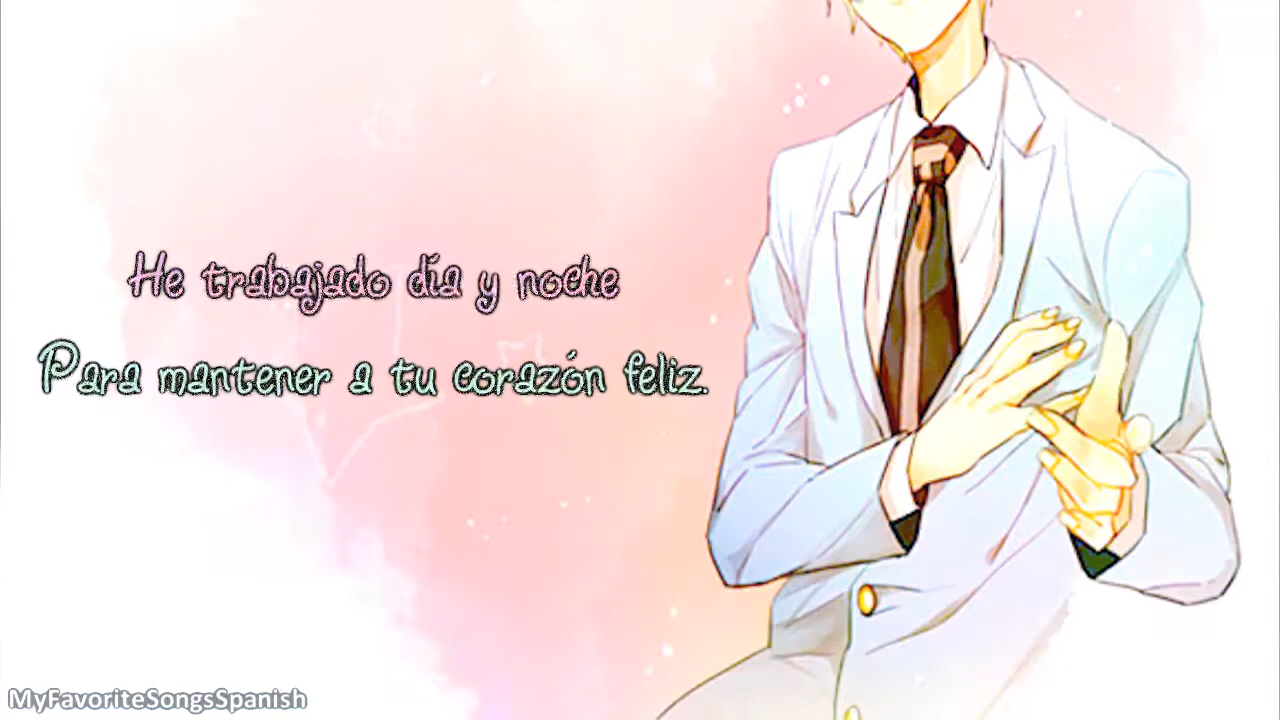 He trabajado día y noche
Para mantener a tu corazón feliz.
MyFavoriteSongsSpanish